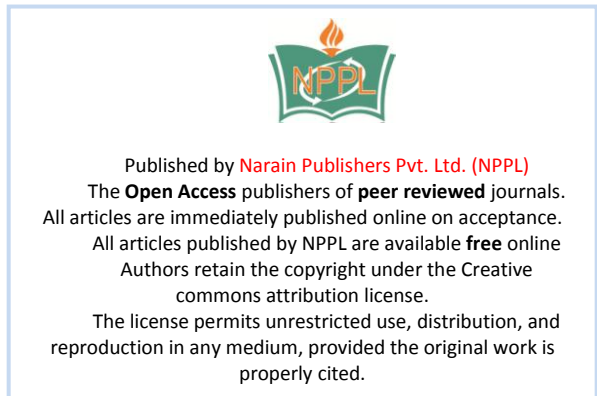 NPPL
Published by Narain Publishers Pvt. Ltd. (NPPL)
The Open Access publishers of peer reviewed journals.
All articles are immediately published online on acceptance.
All articles published by NPPL are available free online
Authors retain the copyright under the Creative
commons attribution license.
The license permits unrestricted use, distribution, and
reproduction in any medium, provided the original work is
properly cited.